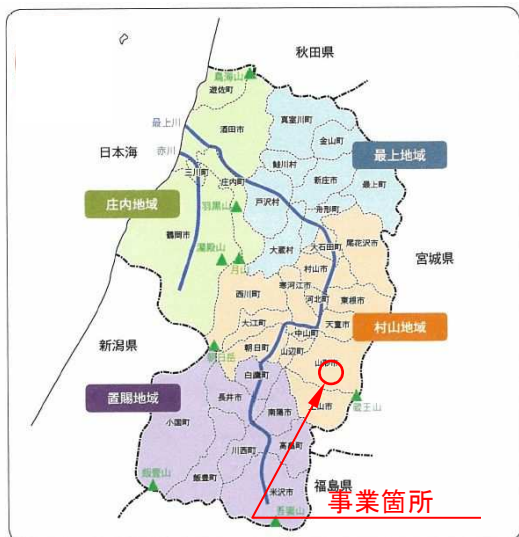 秋田県
鳥海山
遊佐町
最上川
酒田市
真室川町
金山町
日本海
赤川
鮭川村
最上地域
三川町
庄内町
新庄市
最上町
庄内地域
羽黒山
戸沢村
舟形町
鶴岡市
大蔵村
大石田町
尾花沢市
宮城県
湯殿山
月山
村山市
西川町
寒河江市
河北町
東根市
大江町
天童市
中山町
村山地域
新潟県
朝日町
山辺町
朝日岳
山形市
白鷹町
置賜地域
長井市
上山市
蔵王山
小国町
南陽市
川西町
高畠町
飯豊山
飯豊町
米沢市
福島県
事業箇所
吾妻山